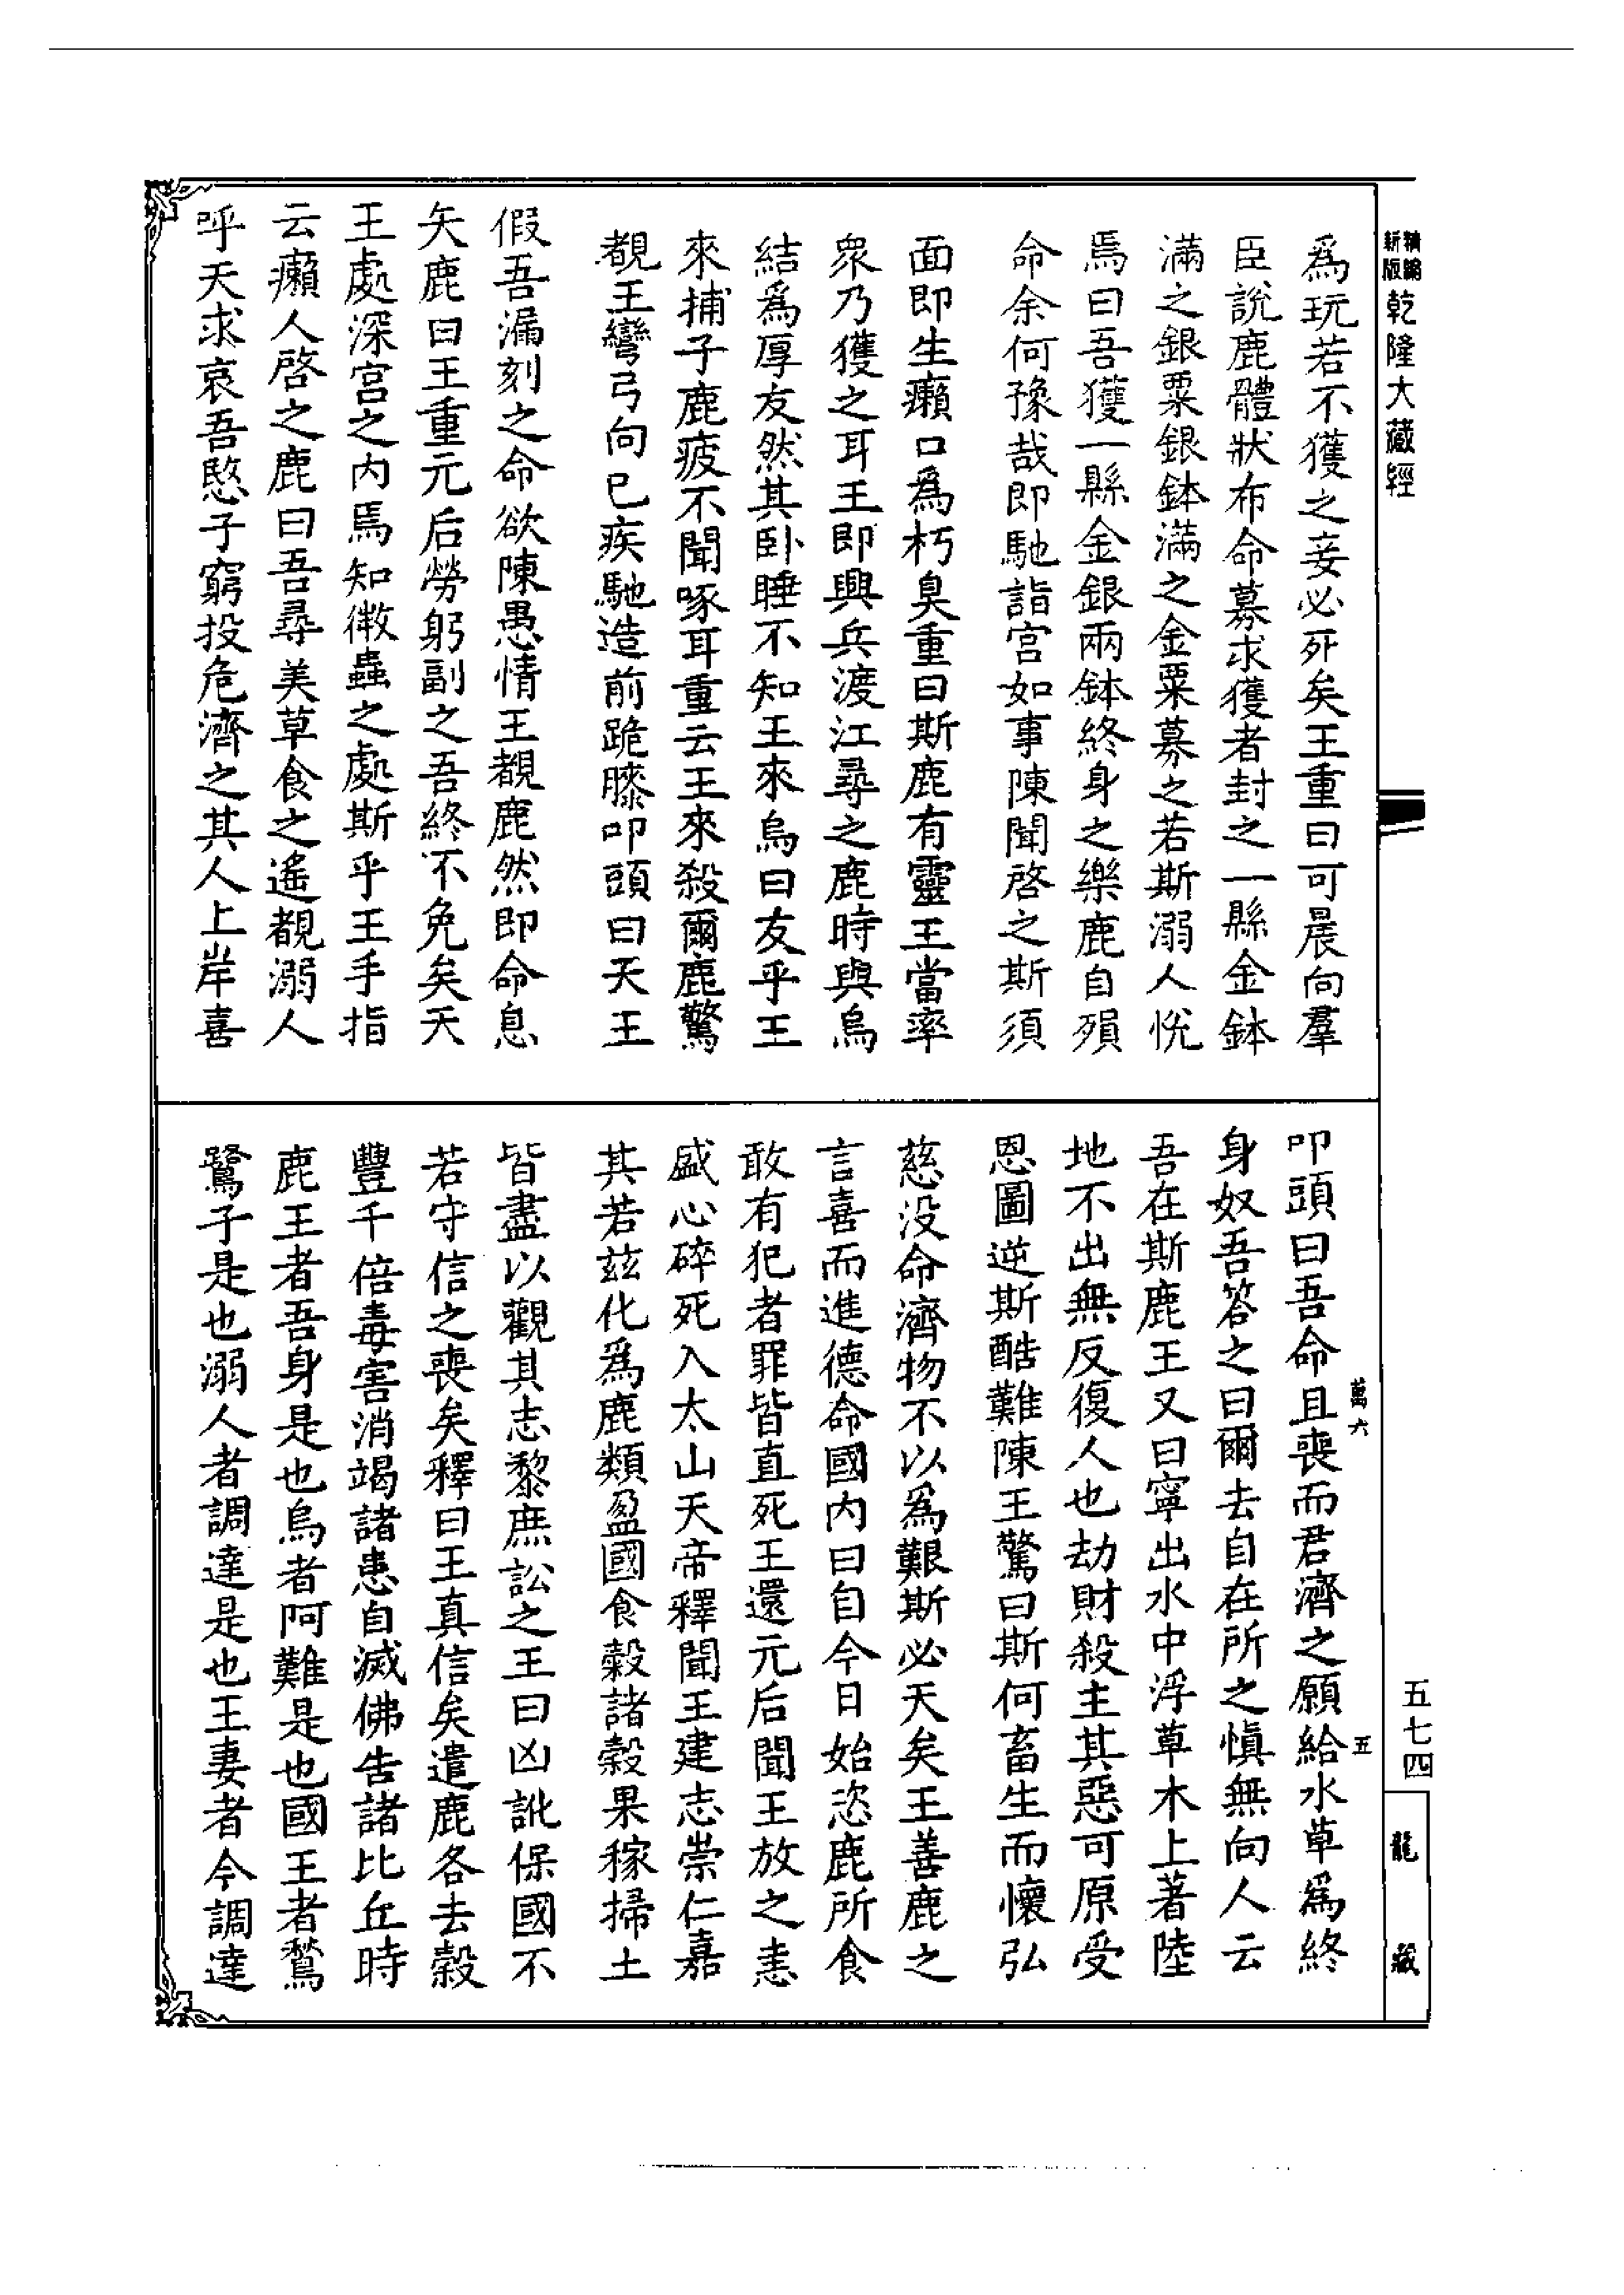 新版精編乾隆大藏經
為玩若不獲之妾必死矣王重曰可晨向羣
臣說鹿體狀布命募求獲者封之一縣金鉢
滿之銀粟銀鉢滿之金粟募之若斯溺人悅
焉曰吾獲一縣金銀兩鉢終身之樂鹿自殞
命余何豫哉即馳詣宮如事陳聞啓之斯須
面即生癩口為朽臭重曰斯鹿有靈王當率
衆乃獲之耳王即興兵渡江尋之鹿時與烏
結為厚友然其卧睡不知王來烏曰友乎王
來捕子鹿疲不聞啄耳重云王來殺爾鹿驚
覩王彎弓向已疾馳造前跪膝叩頭曰天王
假吾漏刻之命欲陳愚情王覩鹿然即命息
矢鹿曰王重元后勞躬副之吾終不免矣天
王處深宮之內焉知微蟲之處斯乎王手指
云癩人啓之鹿曰吾尋美草食之遙覩溺人
呼天求哀吾愍子窮投危濟之其人上岸喜
叩頭曰吾命且喪而君濟之願給水草為終
身奴吾答之曰爾去自在所之慎無向人云
吾在斯鹿王又曰寧出水中浮草木上著陸
地不出無反復人也劫財殺主其惡可原受
恩圖逆斯酷難陳王驚曰斯何畜生而懷弘
慈沒命濟物不以為艱斯必天矣王善鹿之
言喜而進德命國內曰自今日始恣鹿所食
敢有犯者罪皆直死王還元后聞王放之恚
盛心碎死入太山天帝釋聞王建志崇仁嘉
其若茲化為鹿類盈國食穀諸穀果稼掃土
皆盡以觀其志黎庶訟之王曰凶訛保國不
若守信之喪矣釋曰王真信矣遣鹿各去穀
豐千倍毒害消竭諸患自滅佛告諸比丘時
鹿王者吾身是也烏者阿難是也國王者鶖
鷺子是也溺人者調達是也王妻者今調達
萬六
五
五七四
龍藏